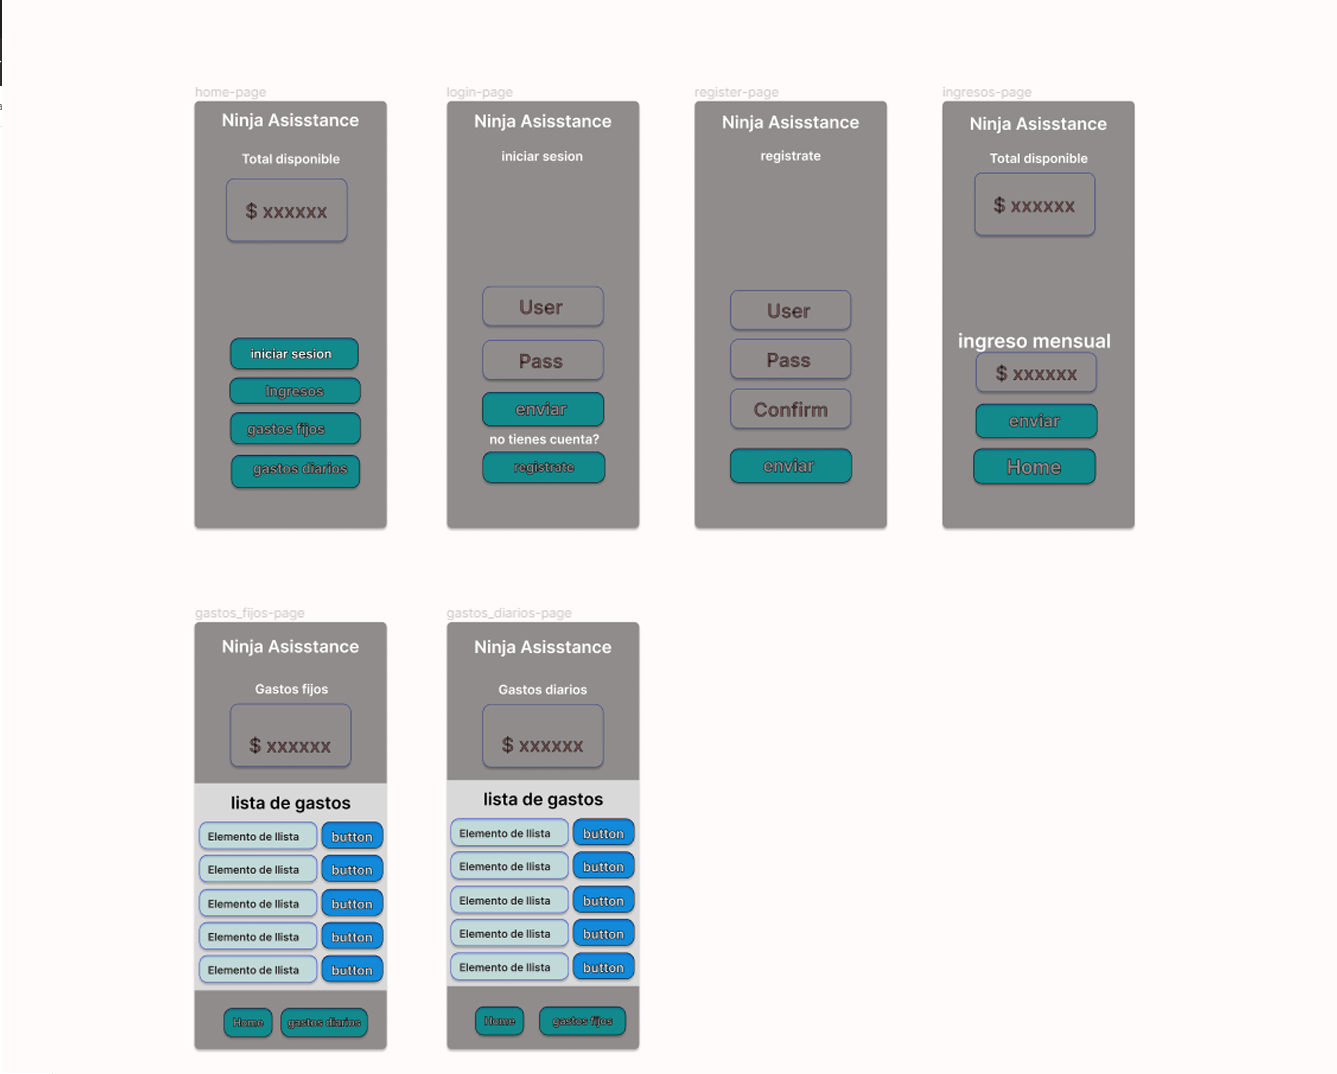 home-page
Ninja Asisstance
Total disponible
$ xxxxxx
iniciar sesion
Ingresos
gastos fijos
gastos diarios
login-page
Ninja Asisstance
iniciar sesion
User
Pass
enviar
no tienes cuenta?
registrate
register-page
Ninja Asisstance
registrate
User
Pass
Confirm
enviar
ingresos-page
Ninja Asisstance
Total disponible
$ xxxxxx
ingreso mensual
$ xxxxxx
enviar
Home
gastos_fijos-page
Ninja Asisstance
Gastos fijos
$ xxxxxx
lista de gastos
Elemento de llista button
Elemento de llista button
Elemento de llista button
Elemento de llista button
Elemento de llista button
Home gastos diarios
gastos_diarios-page
Ninja Asisstance
Gastos diarios
$ xxxxxx
lista de gastos
Elemento de llista button
Elemento de llista button
Elemento de llista button
Elemento de llista button
Elemento de llista button
Home gastos fijos